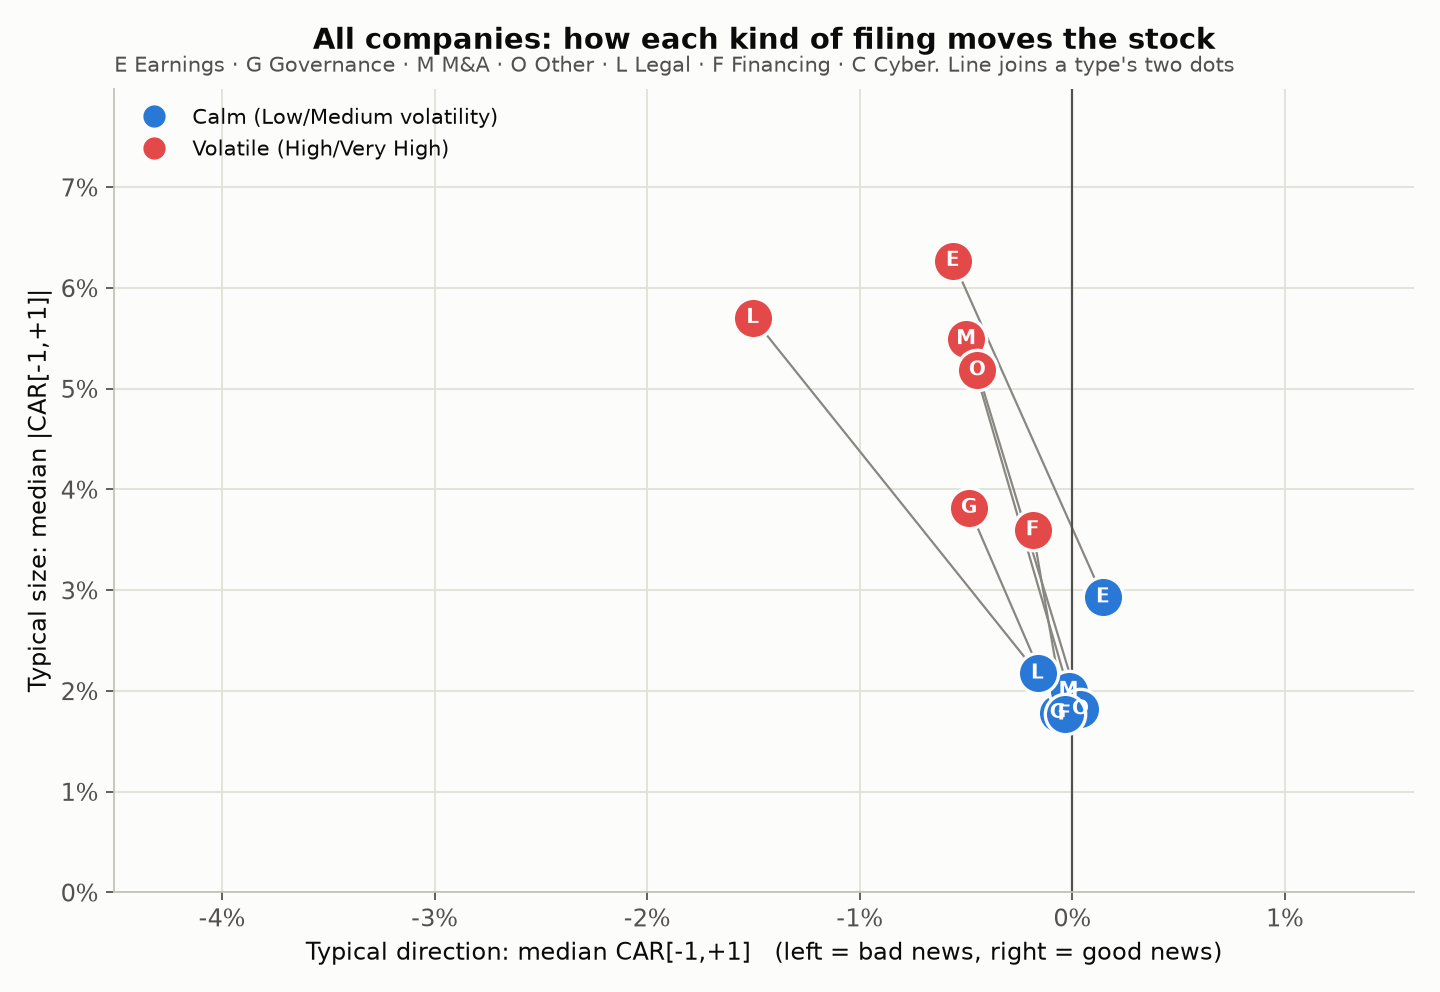 All companies: how each kind of filing moves the stock
E Earnings · G Governance · M M&A · O Other · L Legal · F Financing · C Cyber. Line joins a type's two dots
Calm (Low/Medium volatility)
Volatile (High/Very High)
7%
6%
5%
4%
3%
2%
1%
0%
Typical size: median |CAR[-1,+1]|
E
L
M
O
G
F
E
L
M
G
F
O
-4%
-3%
-2%
-1%
0%
1%
Typical direction: median CAR[-1,+1]   (left = bad news, right = good news)